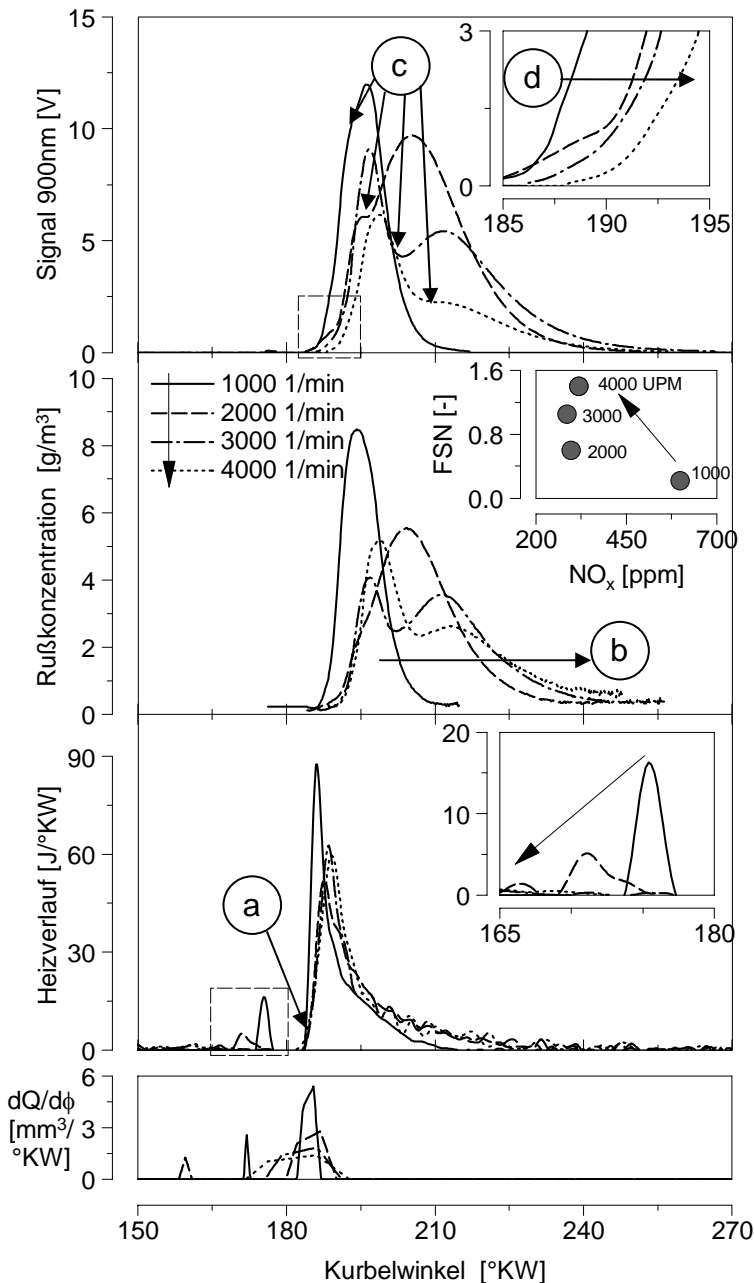 15
10
5
0
Signal 900nm [V]
c
d
3
0
185
190
195
10
8
6
4
2
0
Rußkonzentration [g/m³]
1000 1/min
2000 1/min
3000 1/min
4000 1/min
1.6
0.8
0.0
FSN [-]
4000 UPM
3000
2000
1000
200
450
700
NOₓ [ppm]
b
90
60
30
0
Heizverlauf [J/°KW]
a
20
10
0
165
180
6
3
0
dQ/dϕ
[mm³/
°KW]
150
180
210
240
270
Kurbelwinkel [°KW]